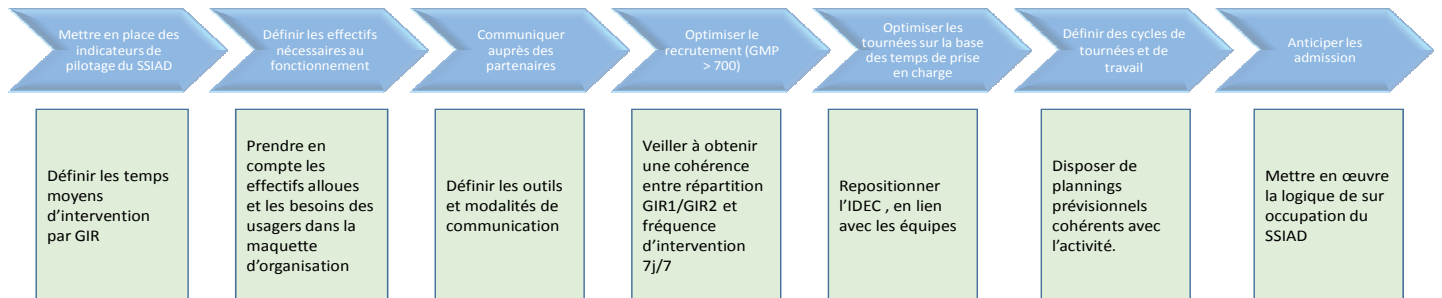 Mettre en place des
indicateurs de
pilotage du SSIAD
Définir les effectifs
nécessaires au
fonctionnement
Communiquer
auprès des
partenaires
Optimiser le
recrutement (GMP
> 700)
Optimiser les
tournées sur la base
des temps de prise
en charge
Définir des cycles de
tournées et de
travail
Anticiper les
admission
Définir les temps
moyens
d’intervention
par GIR
Prendre en
compte les
effectifs alloues
et les besoins des
usagers dans la
maquette
d’organisation
Définir les outils
et modalités de
communication
Veiller à obtenir
une cohérence
entre répartition
GIR1/GIR2 et
fréquence
d’intervention
7j/7
Repositionner
l’IDEC , en lien
avec les équipes
Disposer de
plannings
prévisionnels
cohérents avec
l’activité.
Mettre en œuvre
la logique de sur
occupation du
SSIAD